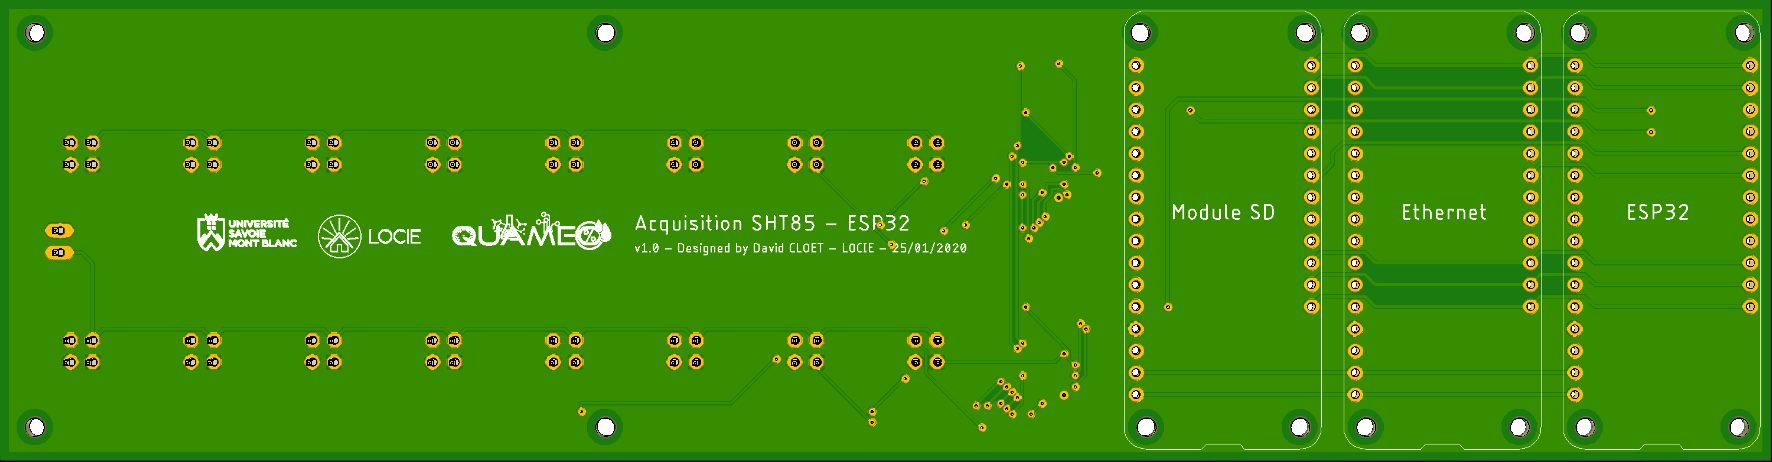 UNIVERSITÉ
SAVOIE
MONT BLANC
LOCIE
QUAMEO
%
Acquisition SHT85 - ESP32
v1.0 - Designed by David CLOET - LOCIE - 25/01/2020
Module SD
Ethernet
ESP32